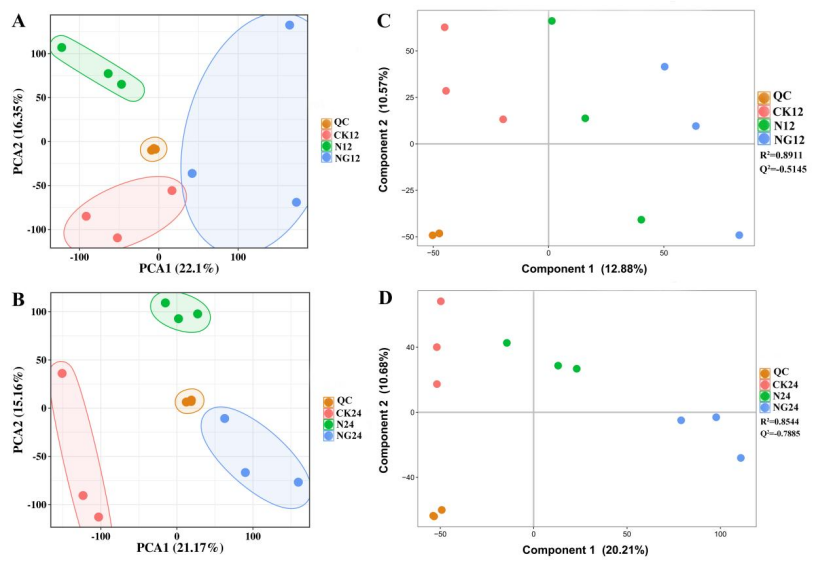 A
PCA2 (16.35%)
100
50
0
-50
-100
-100
0
100
PCA1 (22.1%)
QC
CK12
N12
NG12
C
Component 2 (10.57%)
50
25
0
−25
−50
−50
0
50
Component 1 (12.88%)
QC
CK12
N12
NG12
R²=0.8911
Q²=-0.5145
B
PCA2 (15.16%)
100
50
0
-50
-100
-100
0
100
PCA1 (21.17%)
QC
CK24
N24
NG24
D
Component 2 (10.68%)
40
0
−40
−50
0
50
100
Component 1 (20.21%)
QC
CK24
N24
NG24
R²=0.8544
Q²=-0.7885